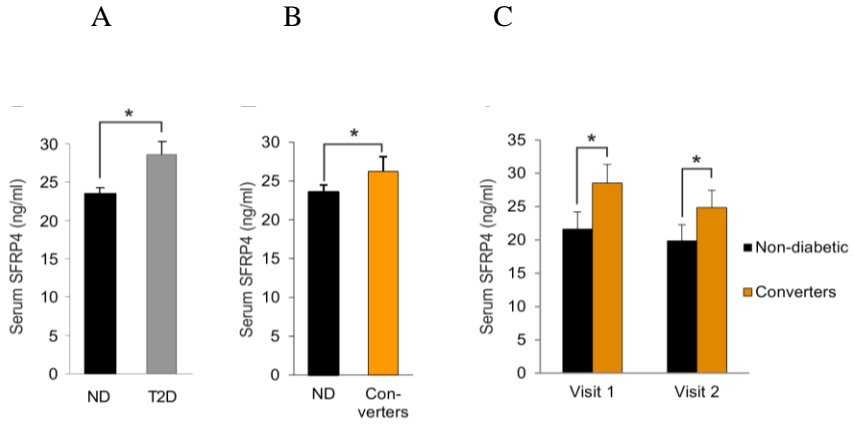 A
B
C
*
Serum SFRP4 (ng/ml)
30
25
20
15
10
5
0
ND
T2D
*
Serum SFRP4 (ng/ml)
30
25
20
15
10
5
0
ND
Con-
verters
*
*
Serum SFRP4 (ng/ml)
35
30
25
20
15
10
5
0
Visit 1
Visit 2
Non-diabetic
Converters